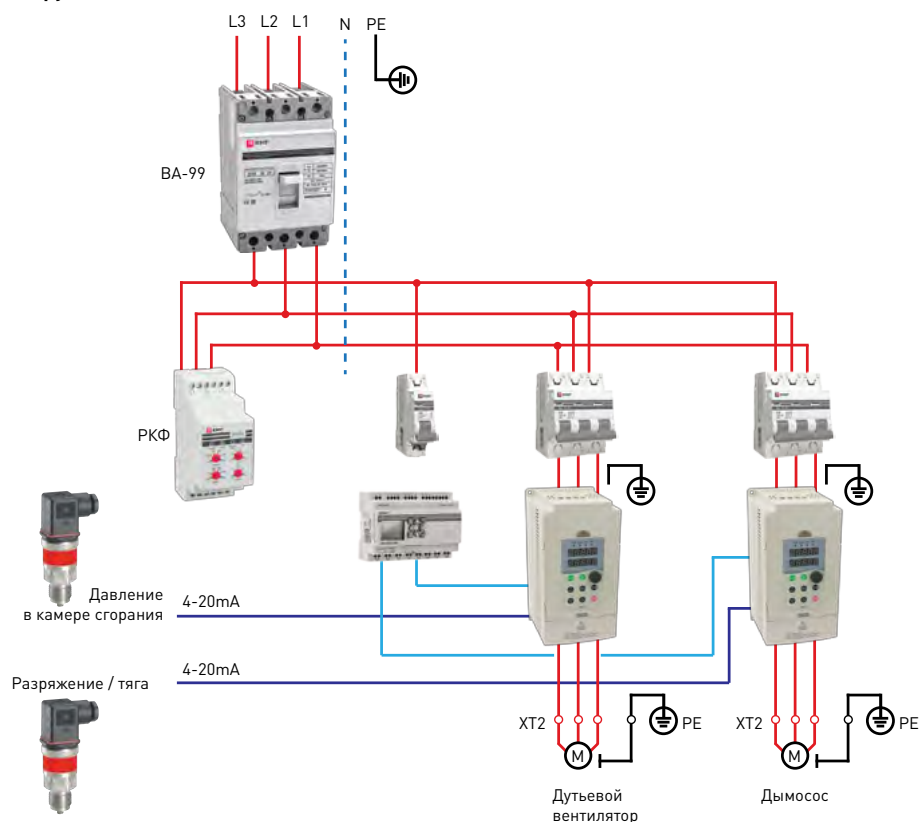 L3 L2 L1 N PE
ВА-99
РКФ
Давление
в камере сгорания
4-20mA
Разряжение / тяга
4-20mA
XT2
M
PE
XT2
M
PE
Дутьевой
вентилятор
Дымосос